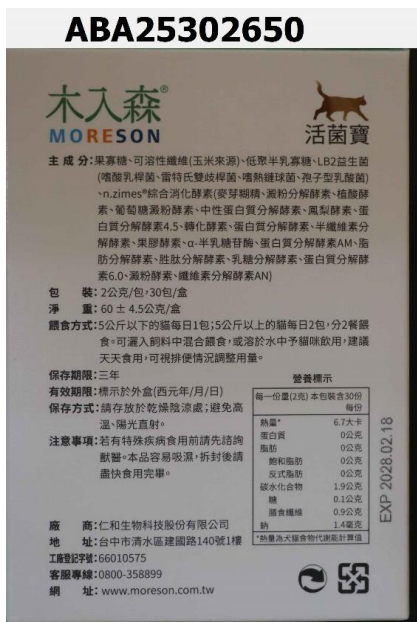 ABA25302650
木入森®
MORESON
活菌寶
主成分:果寡糖、可溶性纖維(玉米來源)、低聚半乳寡糖、LB2益生菌
(嗜酸乳桿菌、雷特氏雙歧桿菌、嗜熱鏈球菌、孢子型乳酸菌)
、n.zimes®綜合消化酵素(麥芽糊精、澱粉分解酵素、植酸酵
素、葡萄糖澱粉酵素、中性蛋白質分解酵素、鳳梨酵素、蛋
白質分解酵素4.5、轉化酵素、蛋白質分解酵素、半纖維素分
解酵素、果膠酵素、α-半乳糖苷酶、蛋白質分解酵素AM、脂
肪分解酵素、胜肽分解酵素、乳糖分解酵素、蛋白質分解酵
素6.0、澱粉酵素、纖維素分解酵素AN)
包裝:2公克/包,30包/盒
淨重:60 ± 4.5公克/盒
餵食方式:5公斤以下的貓每日1包;5公斤以上的貓每日2包,分2餐餵
食。可灑入飼料中混合餵食,或溶於水中予貓咪飲用,建議
天天食用,可視排便情況調整用量。
保存期限:三年
有效期限:標示於外盒(西元年/月/日)
保存方式:請存放於乾燥陰涼處;避免高
溫、陽光直射。
注意事項:若有特殊疾病食用前請先諮詢
獸醫。本品容易吸濕,拆封後請
盡快食用完畢。
營養標示
每一份量(2克) 本包裝含30份
每份
熱量* 6.7大卡
蛋白質 0公克
脂肪 0公克
飽和脂肪 0公克
反式脂肪 0公克
碳水化合物 1.9公克
糖 0.1公克
膳食纖維 0.9公克
鈉 1.4毫克
*熱量為犬貓食物代謝能計算值
EXP 2028.02.18
廠商:仁和生物科技股份有限公司
地址:台中市清水區建國路140號1樓
工廠登記字號:66010575
客服專線:0800-358899
網址:www.moreson.com.tw